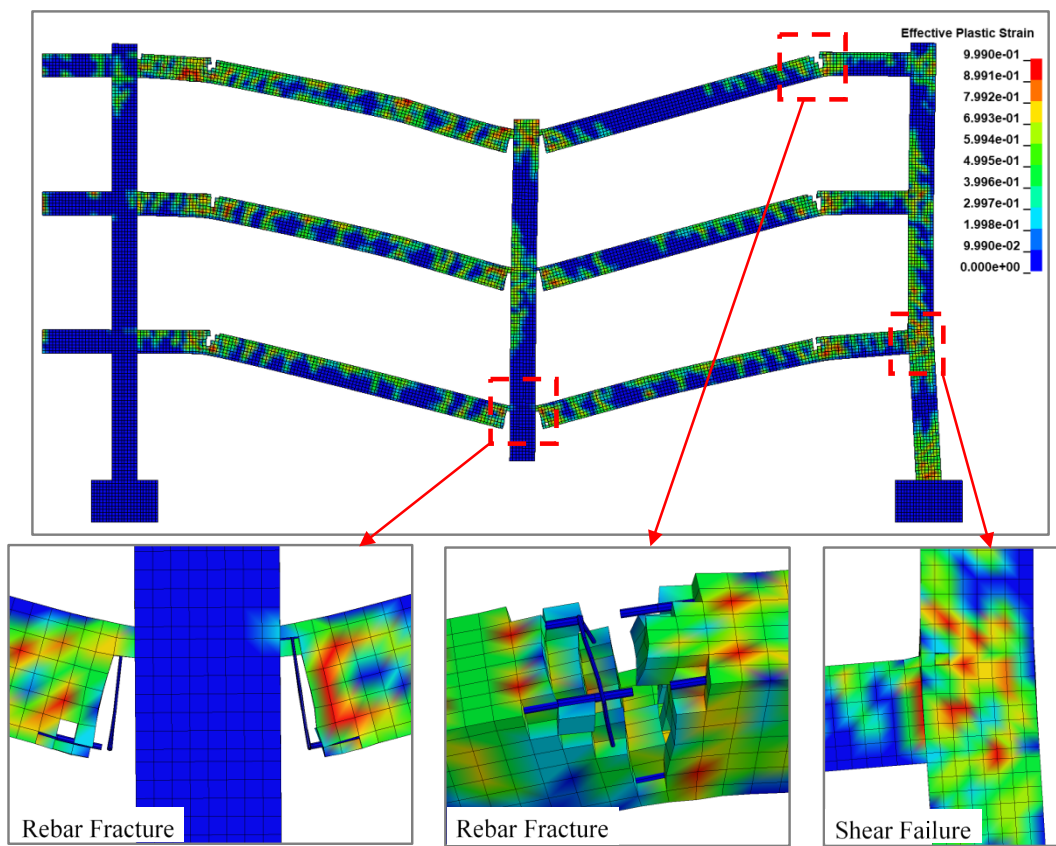 Effective Plastic Strain
9.990e-01
8.991e-01
7.992e-01
6.993e-01
5.994e-01
4.995e-01
3.996e-01
2.997e-01
1.998e-01
9.990e-02
0.000e+00
Rebar Fracture
Rebar Fracture
Shear Failure